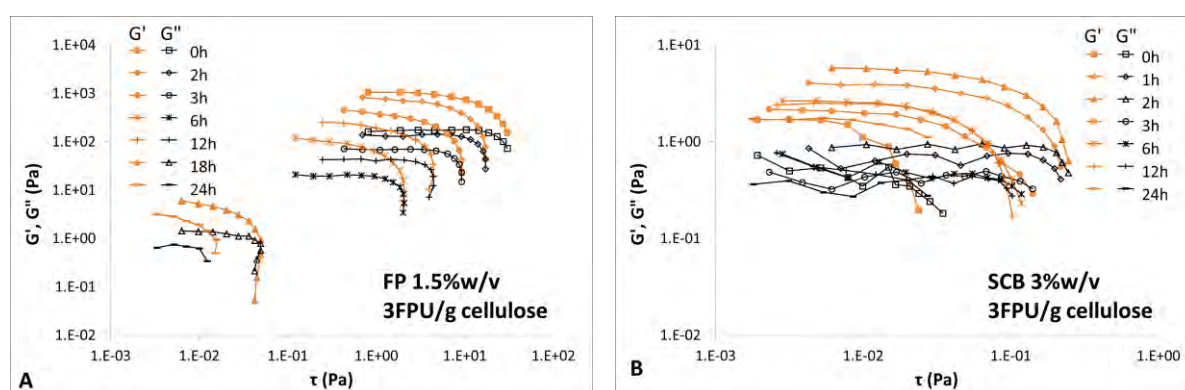 G' G"
0h
2h
3h
6h
12h
18h
24h
1.E+04
1.E+03
1.E+02
1.E+01
1.E+00
1.E-01
1.E-02
G', G" (Pa)
1.E-03 1.E-02 1.E-01 1.E+00 1.E+01 1.E+02
τ (Pa)
FP 1.5%w/v
3FPU/g cellulose
A
G' G"
0h
1h
2h
3h
6h
12h
24h
1.E+01
1.E+00
1.E-01
1.E-02
G', G" (Pa)
1.E-03 1.E-02 1.E-01 1.E+00
τ (Pa)
SCB 3%w/v
3FPU/g cellulose
B